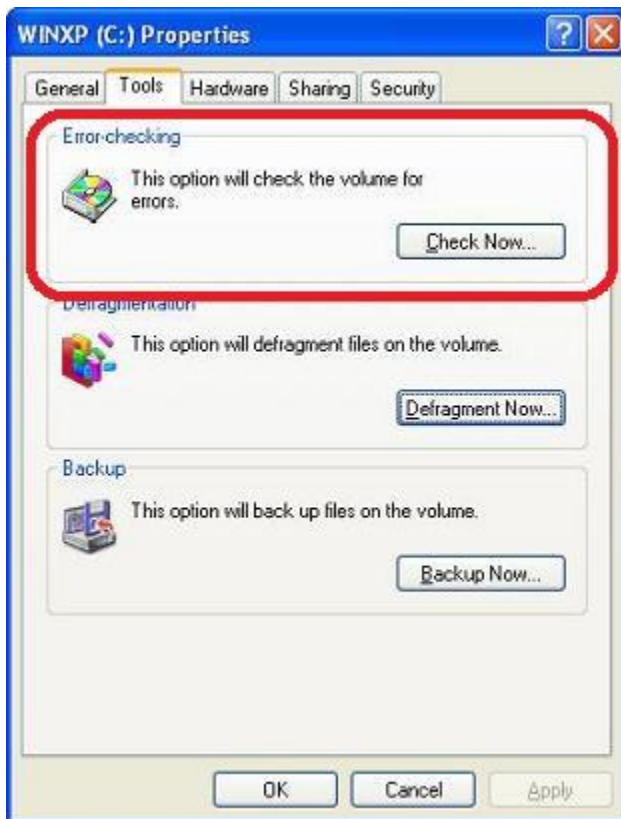 WINXP (C:) Properties
General Tools Hardware Sharing Security
Error-checking
This option will check the volume for
errors.
Check Now...
Defragmentation
This option will defragment files on the volume.
Defragment Now...
Backup
This option will back up files on the volume.
Backup Now...
OK Cancel Apply